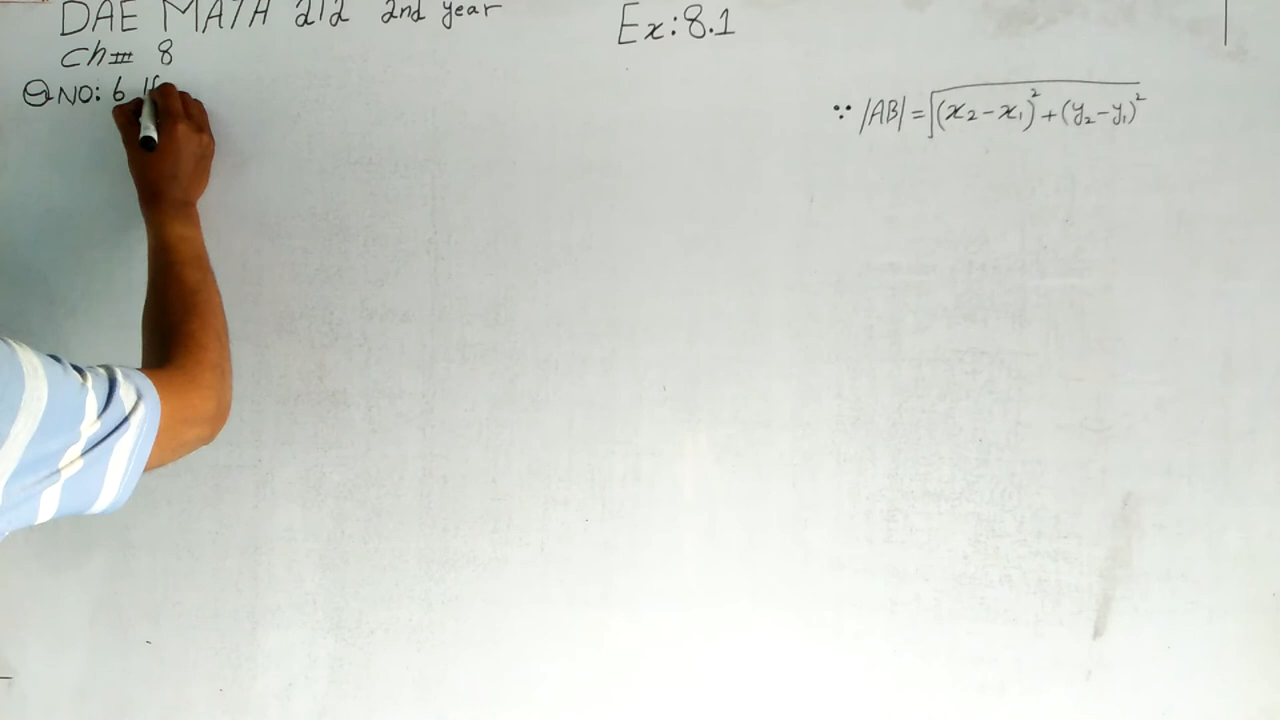 DAE MATH 212 2nd year
Ex: 8.1
Ch# 8
Q NO: 6 If
∵ |AB| = √(x₂-x₁)² + (y₂-y₁)²